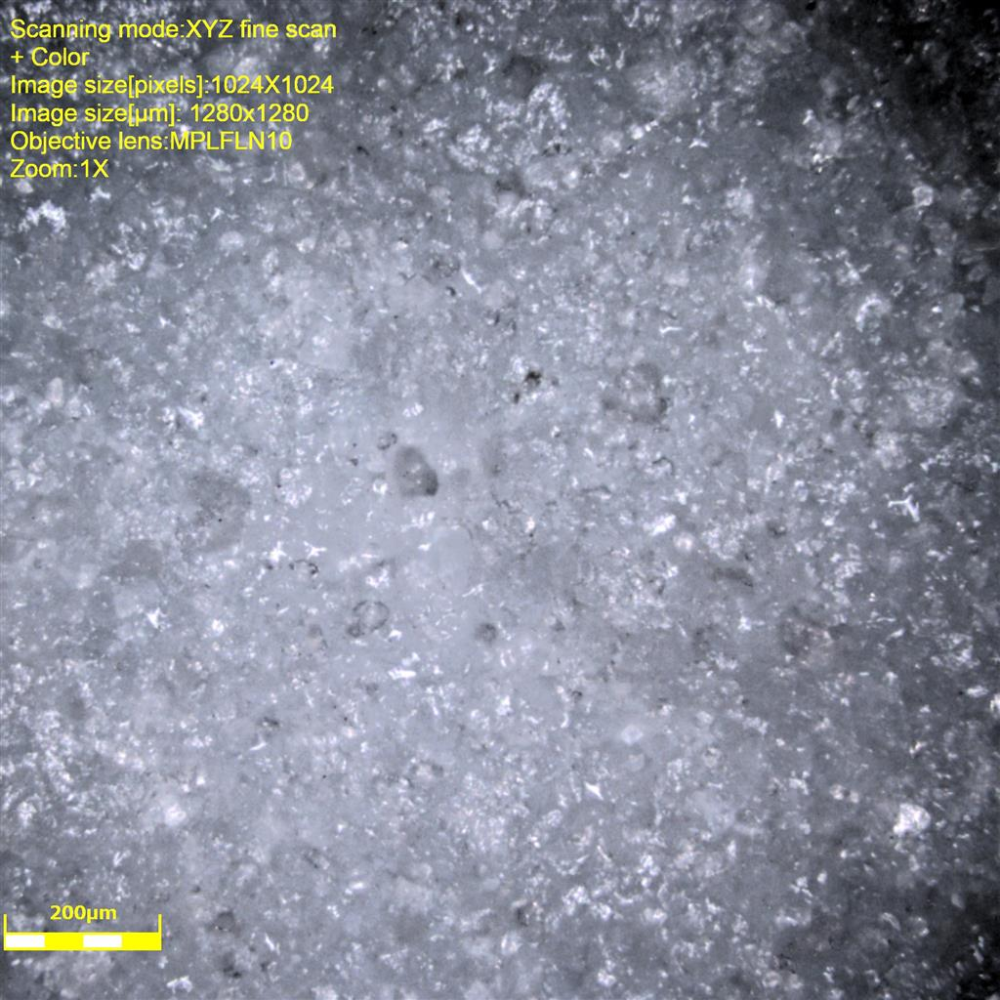 Scanning mode:XYZ fine scan
+ Color
Image size[pixels]:1024X1024
Image size[µm]: 1280x1280
Objective lens:MPLFLN10
Zoom:1X
200µm